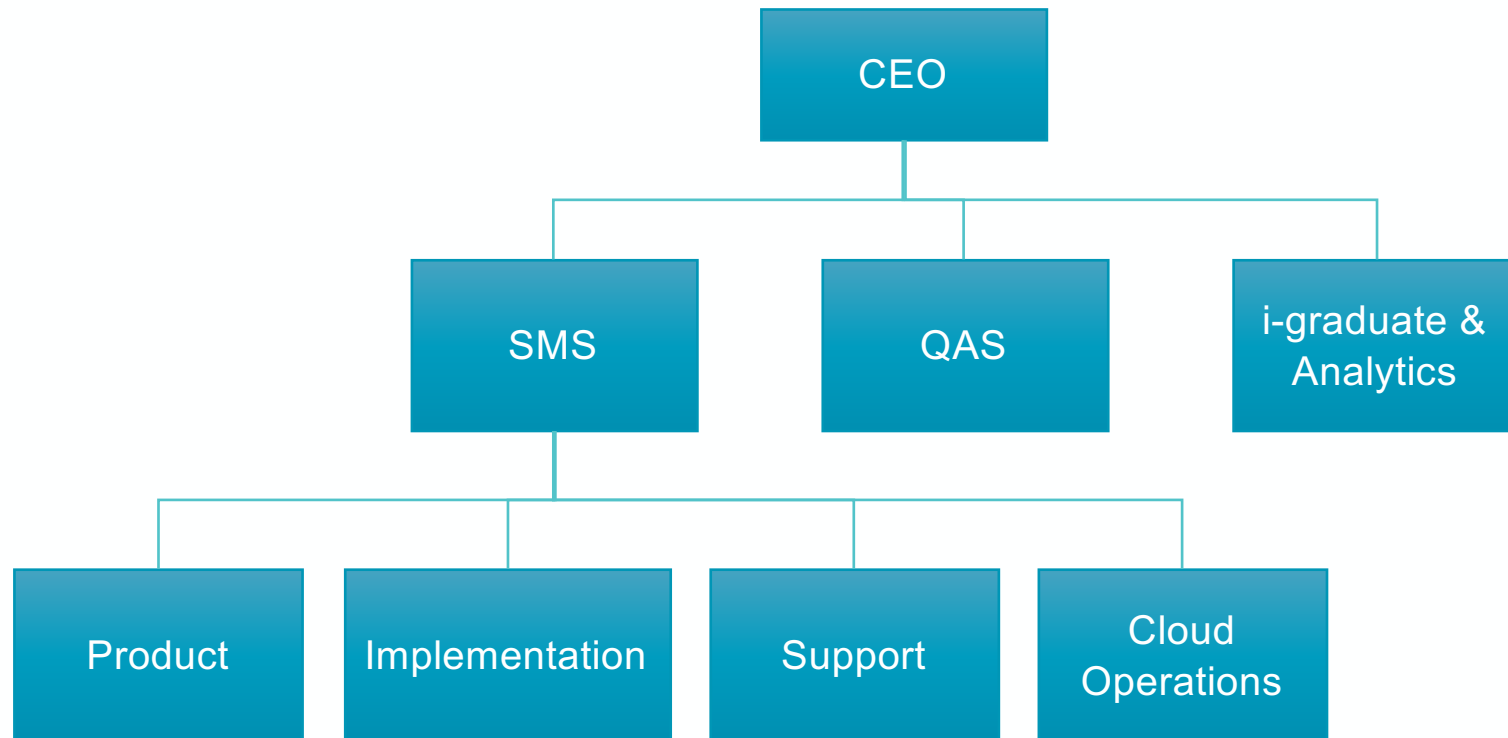 CEO
SMS
QAS
i-graduate &
Analytics
Product
Implementation
Support
Cloud
Operations